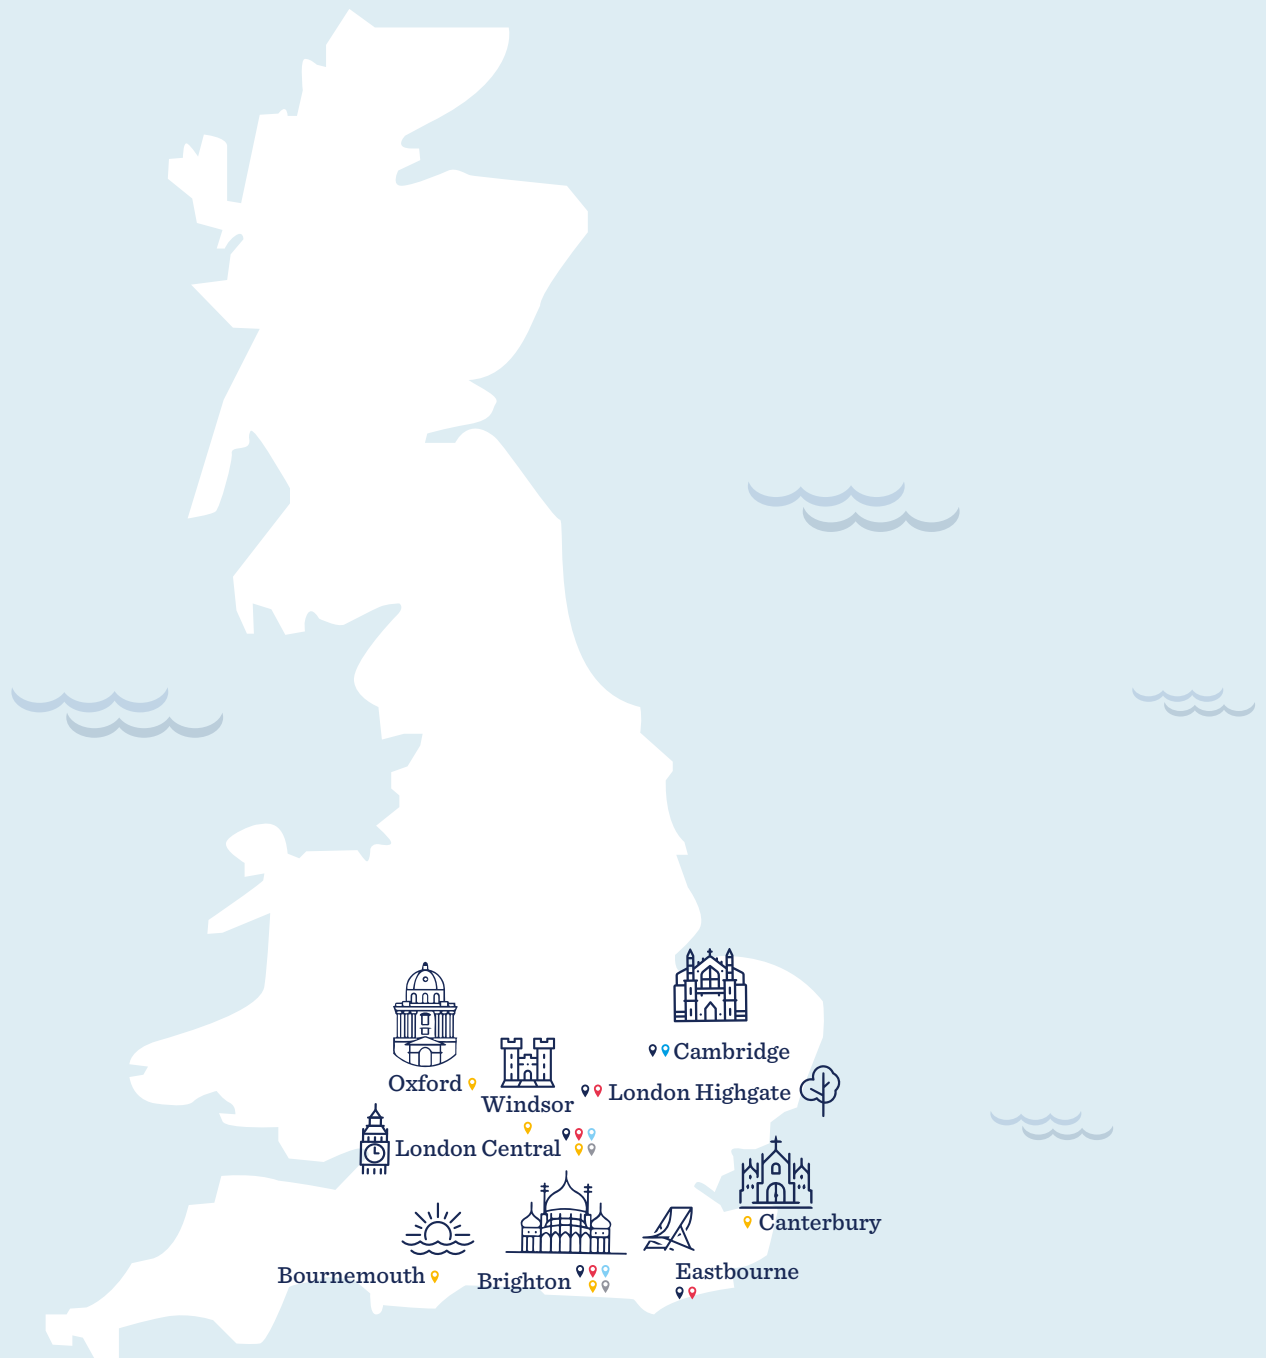 Cambridge
Oxford
London Highgate
Windsor
London Central
Canterbury
Eastbourne
Bournemouth
Brighton